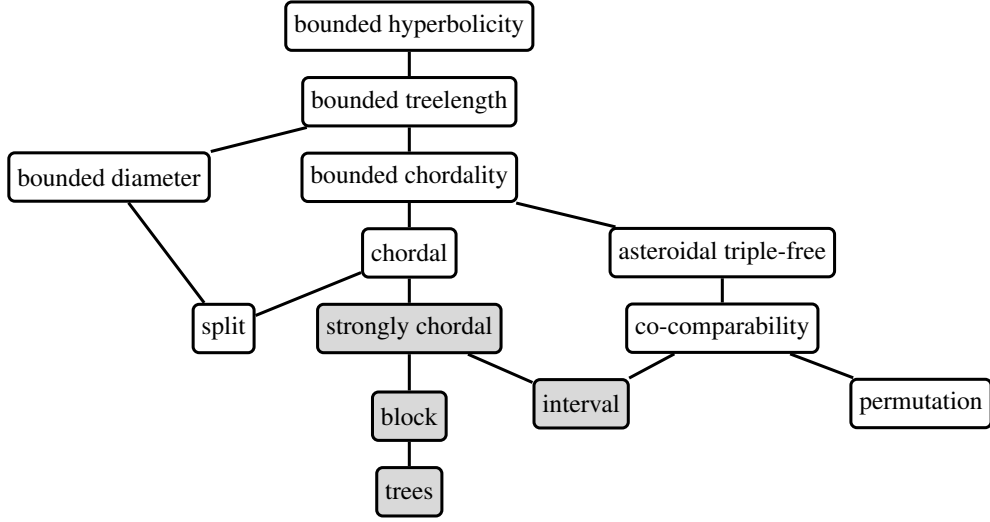 bounded hyperbolicity
bounded treelength
bounded diameter
bounded chordality
chordal
asteroidal triple-free
split
strongly chordal
co-comparability
block
interval
permutation
trees